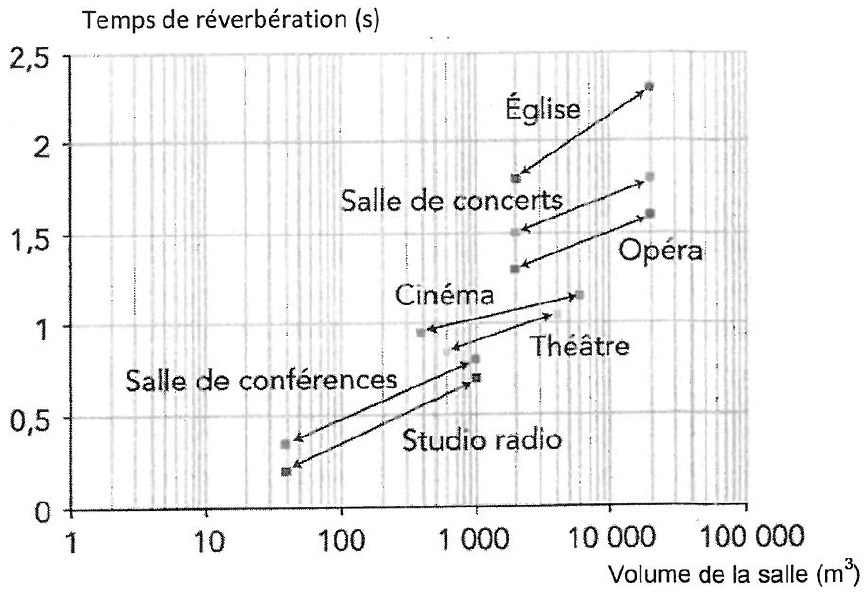 Temps de réverbération (s)
2,5
Église
2
Salle de concerts
1,5
Opéra
Cinéma
1
Théâtre
Salle de conférences
0,5
Studio radio
0
1 10 100 1 000 10 000 100 000
Volume de la salle (m³)